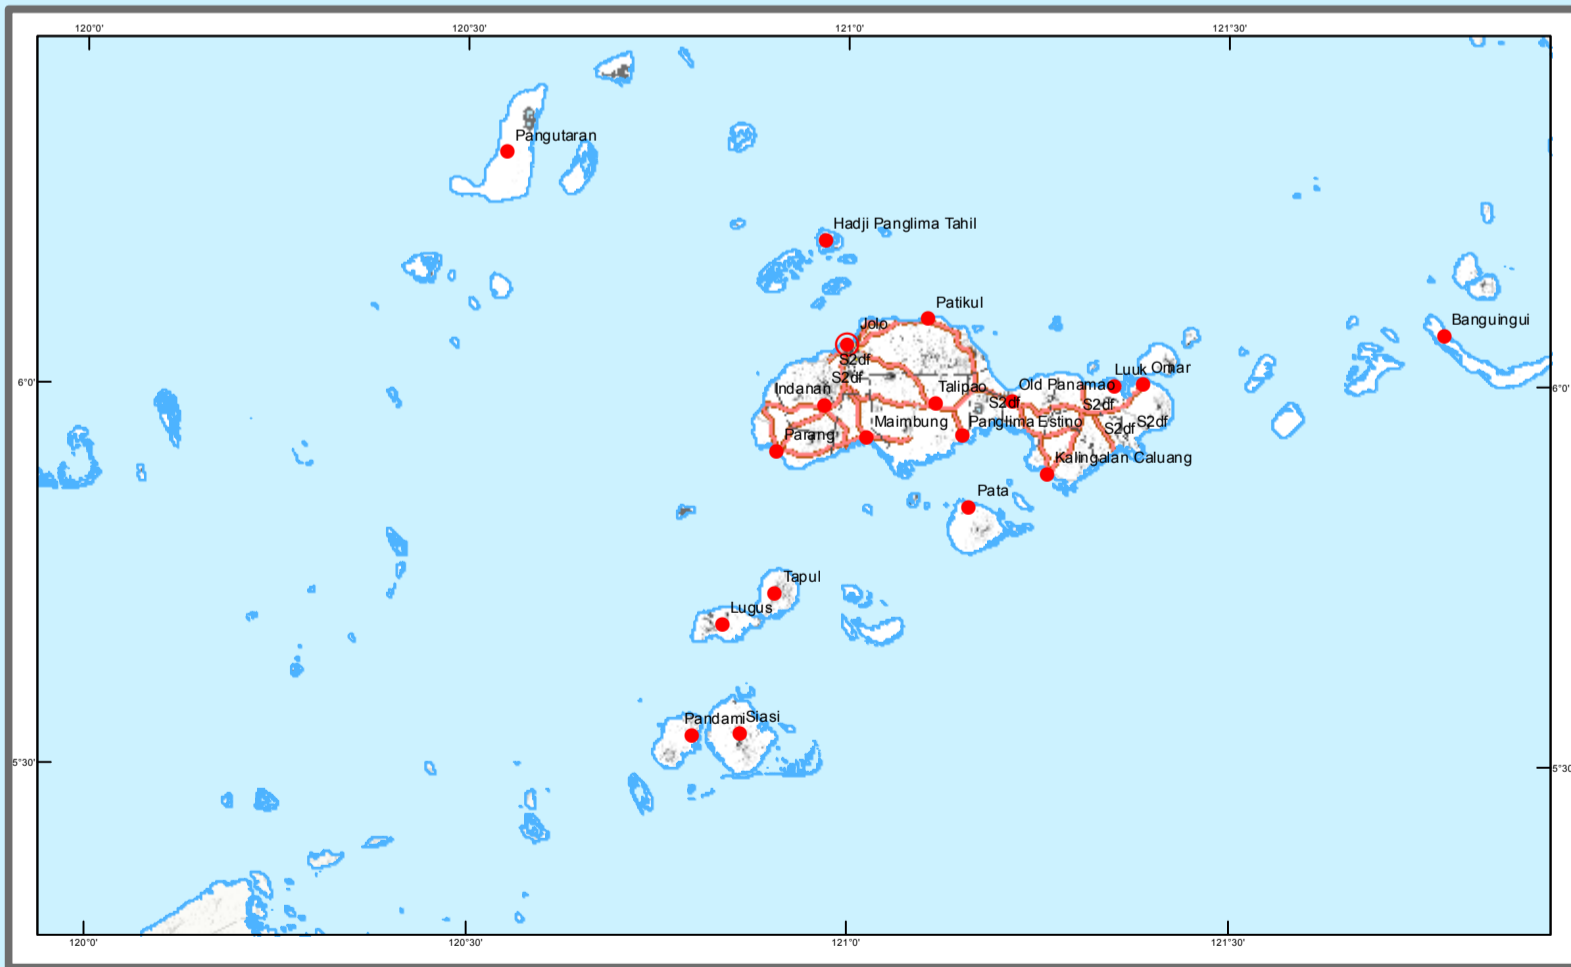 120°0'
120°30'
121°0'
121°30'
Pangutaran
Hadji Panglima Tahil
Patikul
Jolo
Banguingui
S2df
Luuk
Omar
6°0'
6°0'
S2df
Indanan
Talipao
Old Panamao
S2df
S2df
Parang
Maimbung
Panglima Estino
S2df
S2df
Kalingalan Caluang
Pata
Tapul
Lugus
Pandami
Siasi
5°30'
5°30'
120°0'
120°30'
121°0'
121°30'